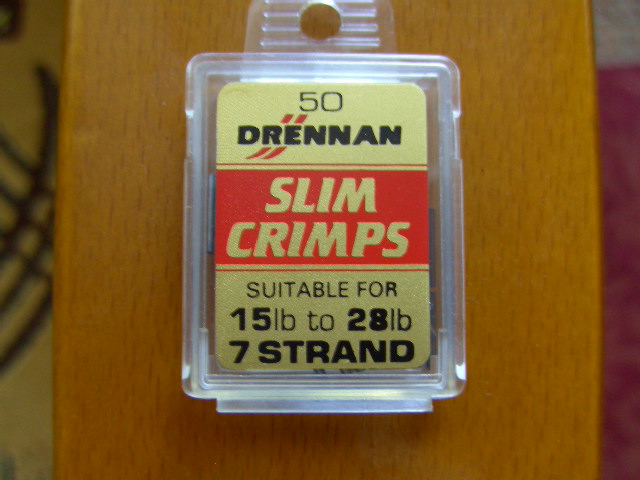 50
DRENNAN
SLIM
CRIMPS
SUITABLE FOR
15lb to 28lb
7 STRAND